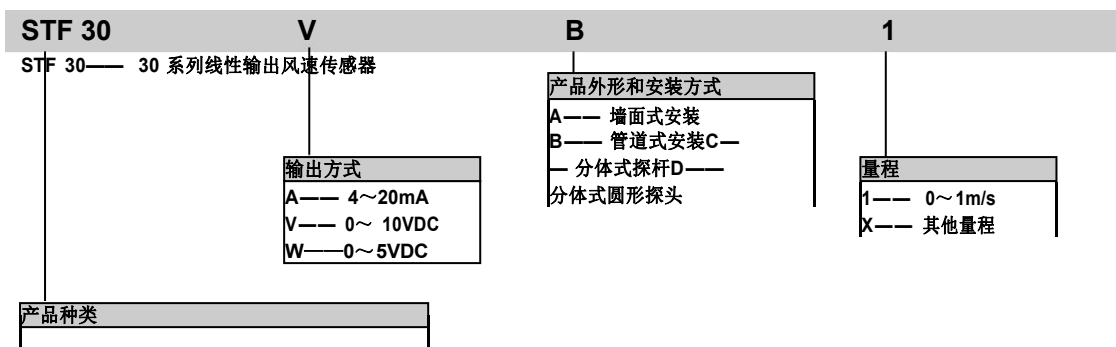 STF 30 V B 1
STF 30—— 30 系列线性输出风速传感器
产品外形和安装方式
A—— 墙面式安装
B—— 管道式安装C—
— 分体式探杆D——
分体式圆形探头
输出方式
A—— 4～20mA
V—— 0～ 10VDC
W——0～5VDC
量程
1—— 0～1m/s
X—— 其他量程
产品种类